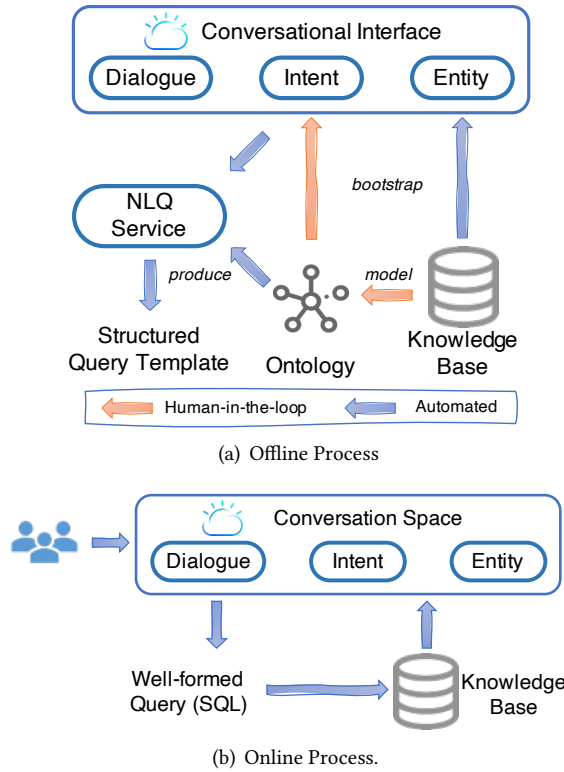 Conversational Interface
Dialogue Intent Entity
bootstrap
NLQ
Service
produce model
Structured
Query Template
Ontology
Knowledge
Base
Human-in-the-loop Automated
(a) Offline Process
Conversation Space
Dialogue Intent Entity
Well-formed
Query (SQL)
Knowledge
Base
(b) Online Process.